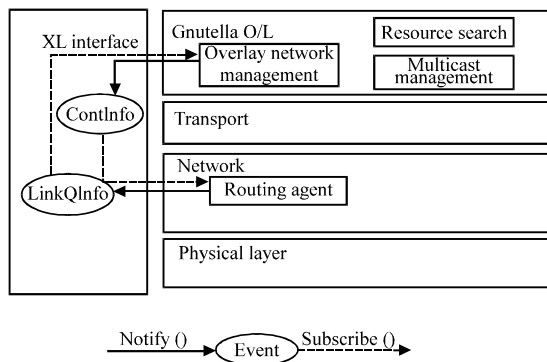 XL interface
Gnutella O/L
Overlay network
management
Resource search
Multicast
management
ContInfo
Transport
Network
LinkQInfo
Routing agent
Physical layer
Notify ()
Event
Subscribe ()